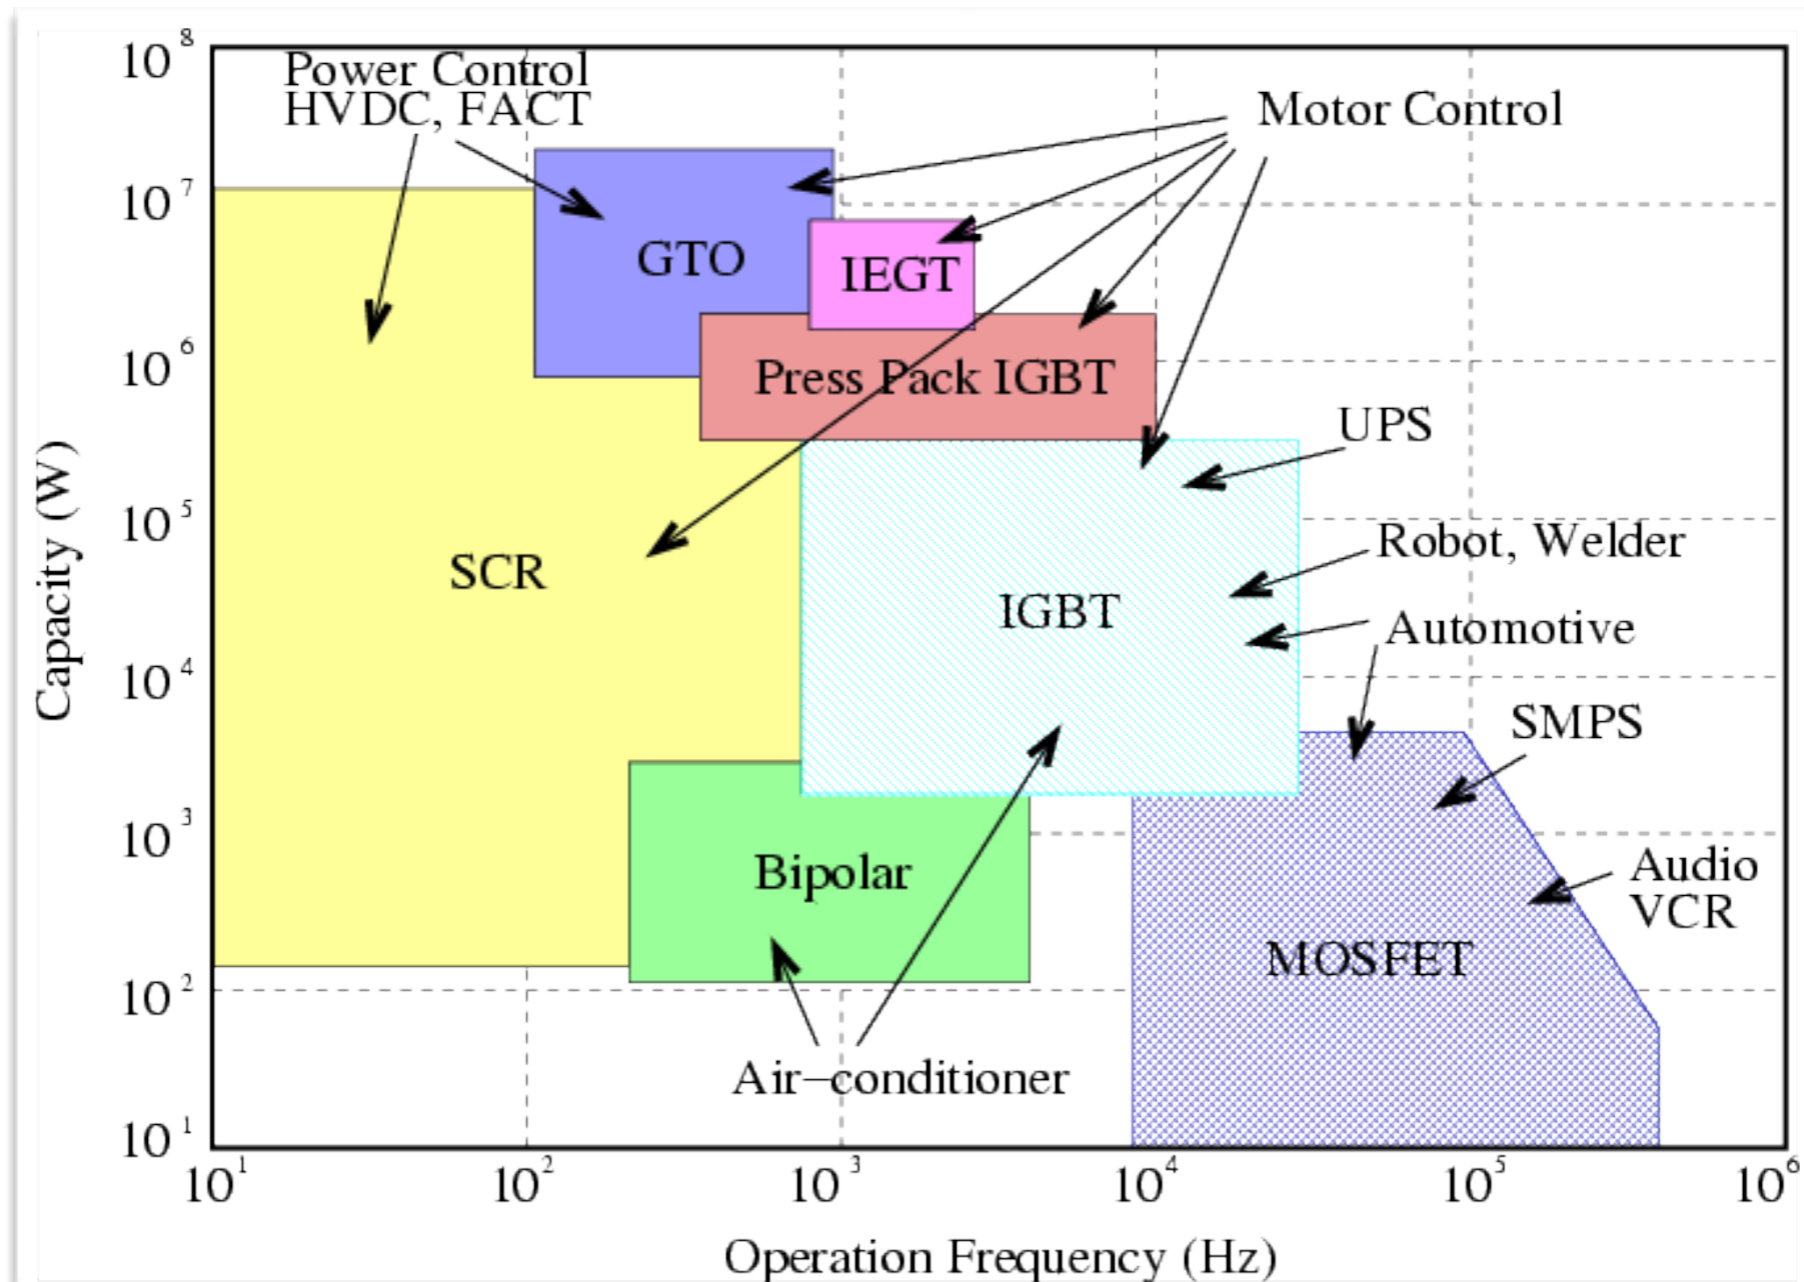 10⁸
Power Control
HVDC, FACT
Motor Control
10⁷
GTO
IEGT
10⁶
Press Pack IGBT
UPS
10⁵
Robot, Welder
SCR
IGBT
Automotive
10⁴
SMPS
10³
Bipolar
Audio
VCR
MOSFET
10²
Air-conditioner
10¹
Capacity (W)
10¹ 10² 10³ 10⁴ 10⁵ 10⁶
Operation Frequency (Hz)